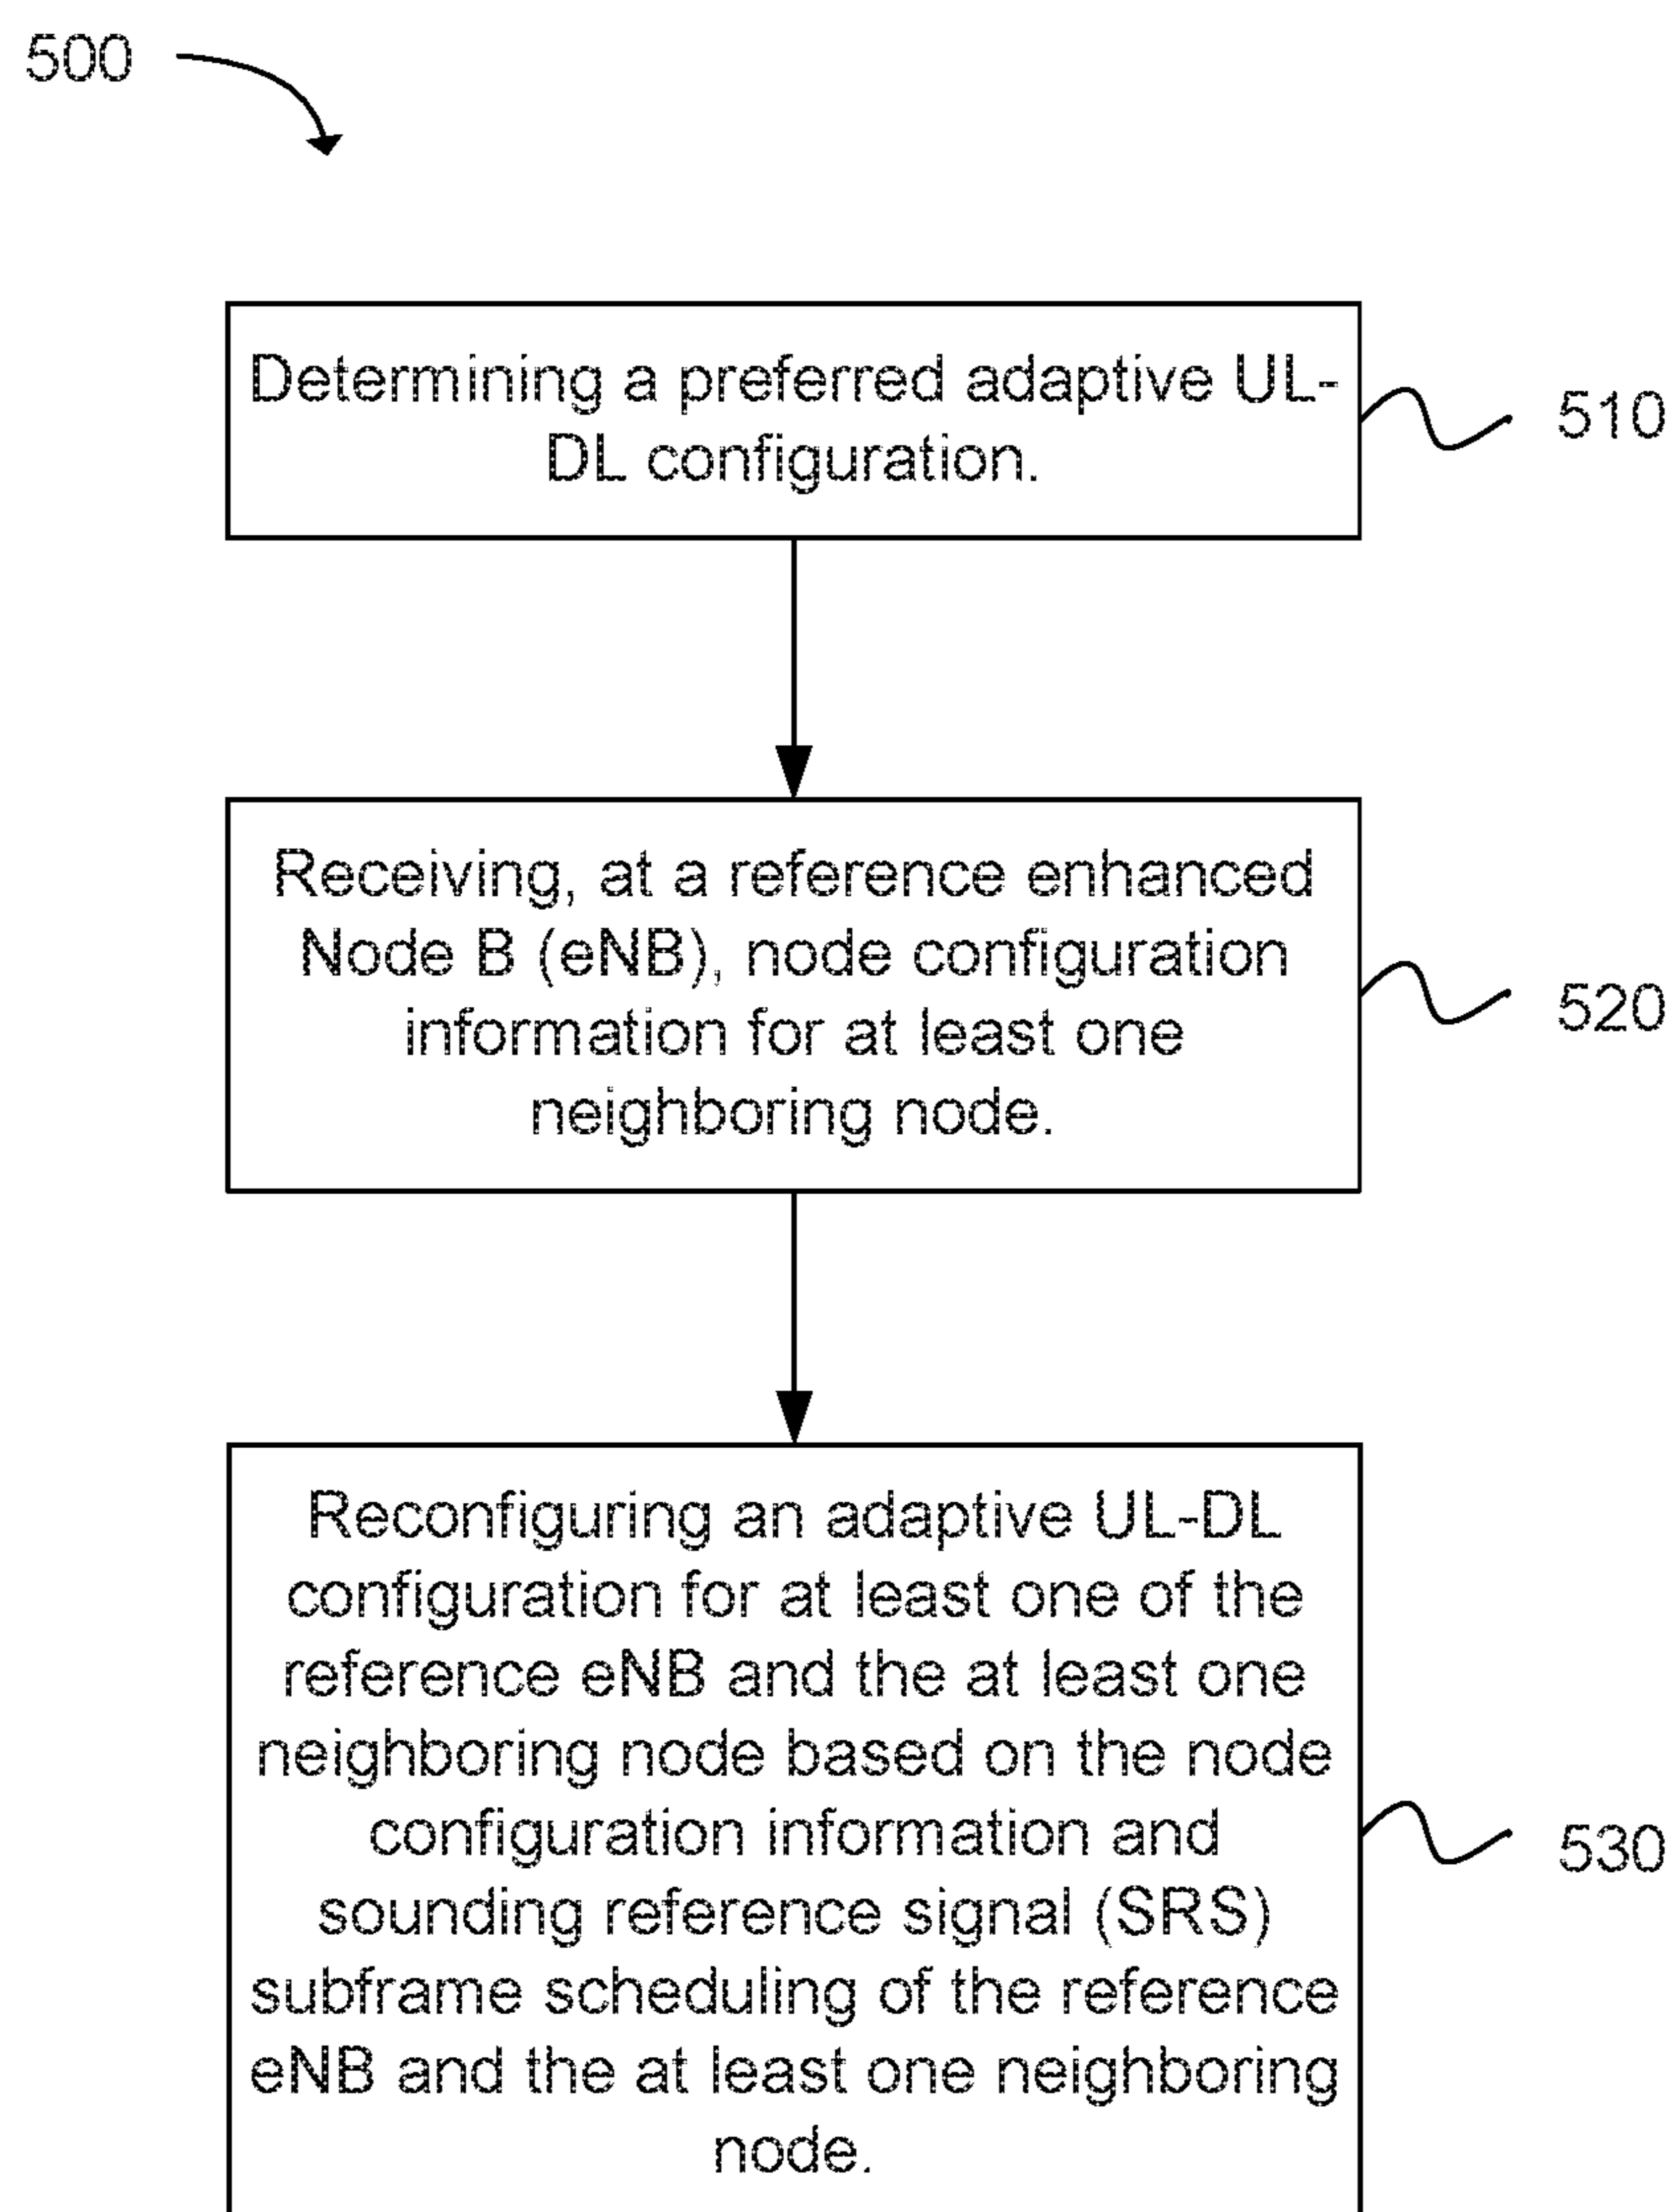 500
Determining a preferred adaptive UL-
DL configuration.
510
Receiving, at a reference enhanced
Node B (eNB), node configuration
information for at least one
neighboring node.
520
Reconfiguring an adaptive UL-DL
configuration for at least one of the
reference eNB and the at least one
neighboring node based on the node
configuration information and
sounding reference signal (SRS)
subframe scheduling of the reference
eNB and the at least one neighboring
node.
530